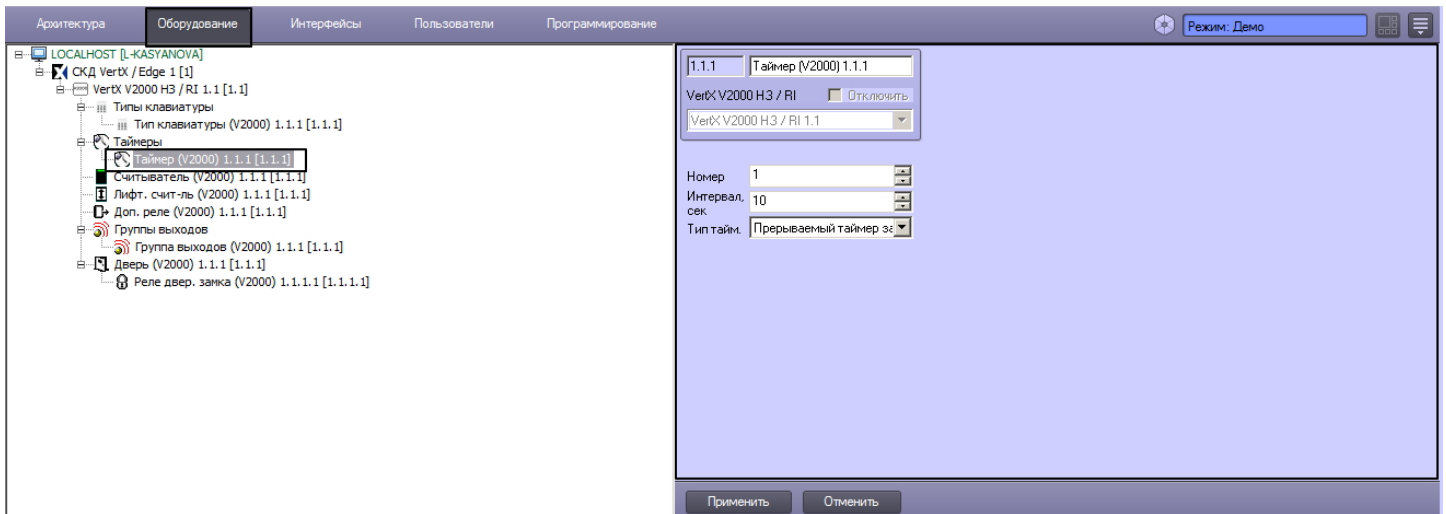 Архитектура Оборудование Интерфейсы Пользователи Программирование Режим: Демо
LOCALHOST [L-KASYANOVA]
СКД VertX / Edge 1 [1]
VertX V2000 НЗ / RI 1.1 [1.1]
Типы клавиатуры
Тип клавиатуры (V2000) 1.1.1 [1.1.1]
Таймеры
Таймер (V2000) 1.1.1 [1.1.1]
Считыватель (V2000) 1.1.1 [1.1.1]
Лифт. счит-ль (V2000) 1.1.1 [1.1.1]
Доп. реле (V2000) 1.1.1 [1.1.1]
Группы выходов
Группа выходов (V2000) 1.1.1 [1.1.1]
Дверь (V2000) 1.1.1 [1.1.1]
Реле двер. замка (V2000) 1.1.1.1 [1.1.1.1]
1.1.1 Таймер (V2000) 1.1.1
VertX V2000 НЗ / RI Отключить
VertX V2000 НЗ / RI 1.1
Номер 1
Интервал, сек 10
Тип тайм. Прерываемый таймер за
Применить Отменить